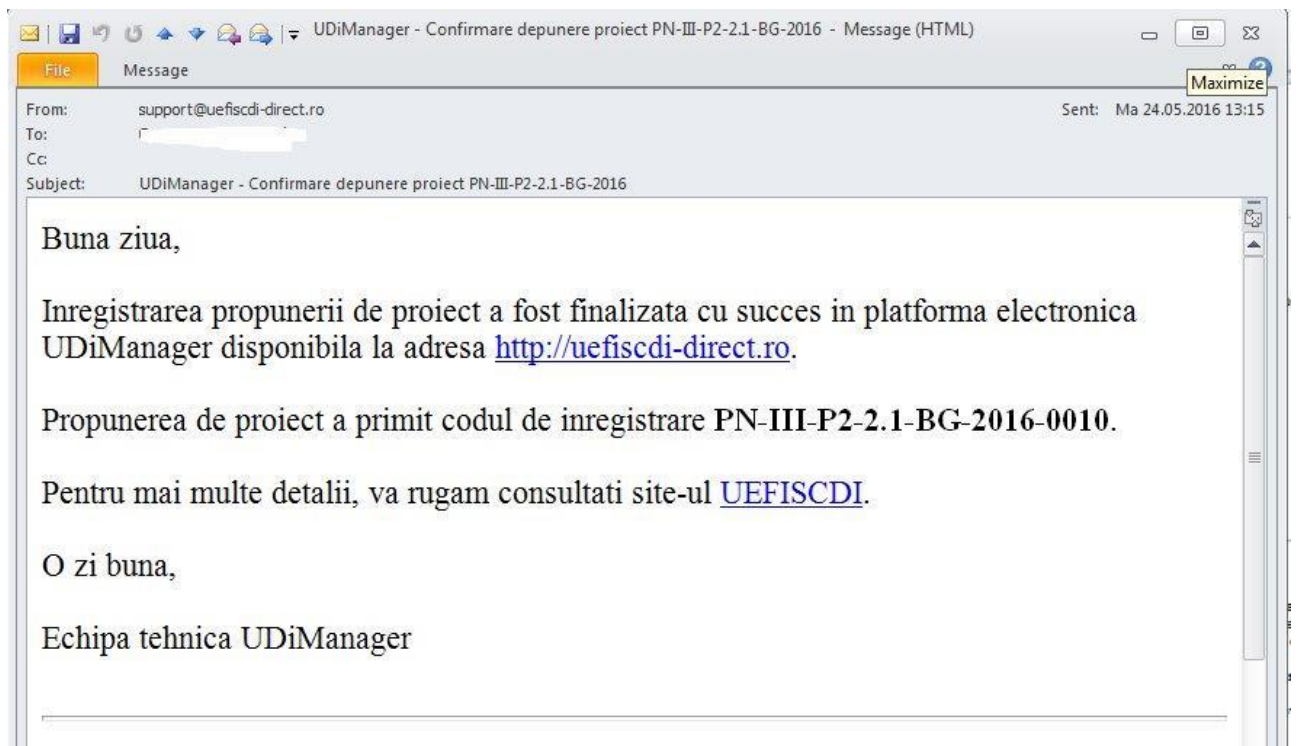 UDiManager - Confirmare depunere proiect PN-III-P2-2.1-BG-2016 - Message (HTML)
File Message
Maximize
From: support@uefiscdi-direct.ro Sent: Ma 24.05.2016 13:15
To:
Cc:
Subject: UDiManager - Confirmare depunere proiect PN-III-P2-2.1-BG-2016
Buna ziua,
Inregistrarea propunerii de proiect a fost finalizata cu succes in platforma electronica
UDiManager disponibila la adresa http://uefiscdi-direct.ro.
Propunerea de proiect a primit codul de inregistrare PN-III-P2-2.1-BG-2016-0010.
Pentru mai multe detalii, va rugam consultati site-ul UEFISCDI.
O zi buna,
Echipa tehnica UDiManager